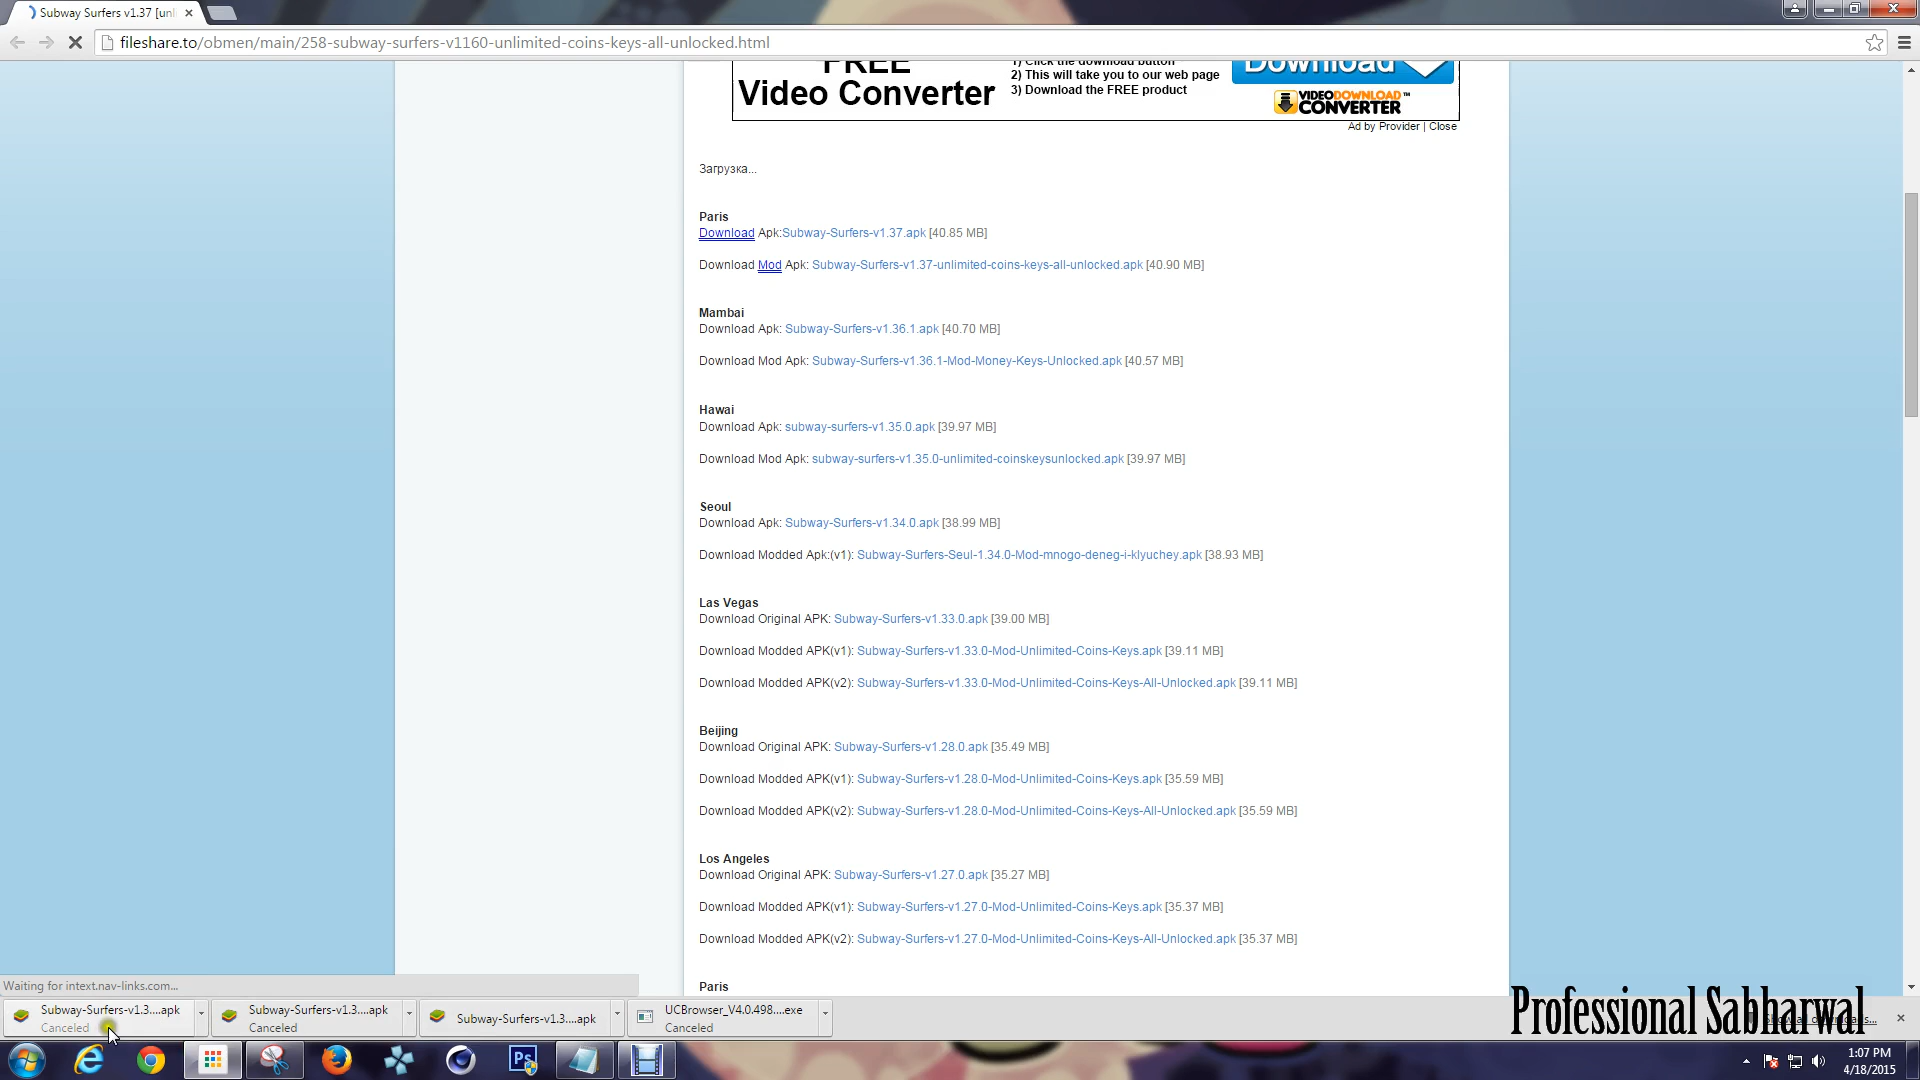 Subway Surfers v1.37 [unl
fileshare.to/obmen/main/258-subway-surfers-v1160-unlimited-coins-keys-all-unlocked.html
FREE
Video Converter
1) Click the download button
2) This will take you to our web page
3) Download the FREE product
Download
VIDEODOWNLOAD™
CONVERTER
Ad by Provider | Close
Загрузка...
Paris
Download Apk:Subway-Surfers-v1.37.apk [40.85 MB]
Download Mod Apk: Subway-Surfers-v1.37-unlimited-coins-keys-all-unlocked.apk [40.90 MB]
Mambai
Download Apk: Subway-Surfers-v1.36.1.apk [40.70 MB]
Download Mod Apk: Subway-Surfers-v1.36.1-Mod-Money-Keys-Unlocked.apk [40.57 MB]
Hawai
Download Apk: subway-surfers-v1.35.0.apk [39.97 MB]
Download Mod Apk: subway-surfers-v1.35.0-unlimited-coinskeysunlocked.apk [39.97 MB]
Seoul
Download Apk: Subway-Surfers-v1.34.0.apk [38.99 MB]
Download Modded Apk:(v1): Subway-Surfers-Seul-1.34.0-Mod-mnogo-deneg-i-klyuchey.apk [38.93 MB]
Las Vegas
Download Original APK: Subway-Surfers-v1.33.0.apk [39.00 MB]
Download Modded APK(v1): Subway-Surfers-v1.33.0-Mod-Unlimited-Coins-Keys.apk [39.11 MB]
Download Modded APK(v2): Subway-Surfers-v1.33.0-Mod-Unlimited-Coins-Keys-All-Unlocked.apk [39.11 MB]
Beijing
Download Original APK: Subway-Surfers-v1.28.0.apk [35.49 MB]
Download Modded APK(v1): Subway-Surfers-v1.28.0-Mod-Unlimited-Coins-Keys.apk [35.59 MB]
Download Modded APK(v2): Subway-Surfers-v1.28.0-Mod-Unlimited-Coins-Keys-All-Unlocked.apk [35.59 MB]
Los Angeles
Download Original APK: Subway-Surfers-v1.27.0.apk [35.27 MB]
Download Modded APK(v1): Subway-Surfers-v1.27.0-Mod-Unlimited-Coins-Keys.apk [35.37 MB]
Download Modded APK(v2): Subway-Surfers-v1.27.0-Mod-Unlimited-Coins-Keys-All-Unlocked.apk [35.37 MB]
Paris
Waiting for intext.nav-links.com...
Subway-Surfers-v1.3....apk
Canceled
Subway-Surfers-v1.3....apk
Canceled
Subway-Surfers-v1.3....apk
UCBrowser_V4.0.498....exe
Canceled
Show all downloads...
Professional Sabharwal
Ps
1:07 PM
4/18/2015